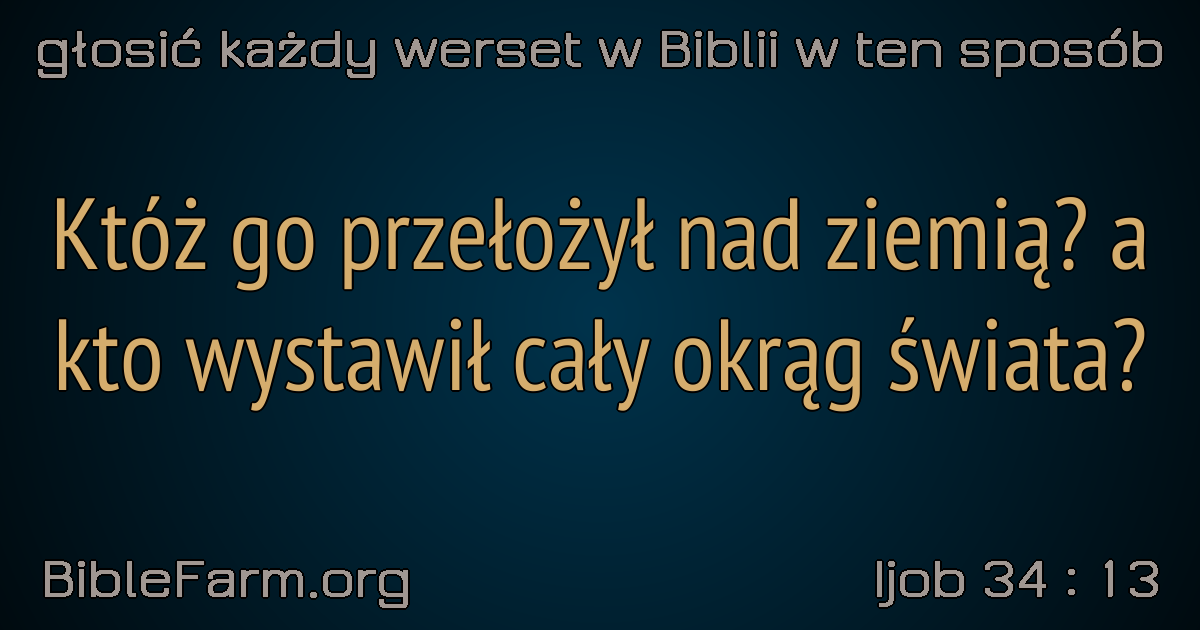 głosić każdy werset w Biblii w ten sposób
Któż go przełożył nad ziemią? a
kto wystawił cały okrąg świata?
BibleFarm.org
Ijob 34 : 13